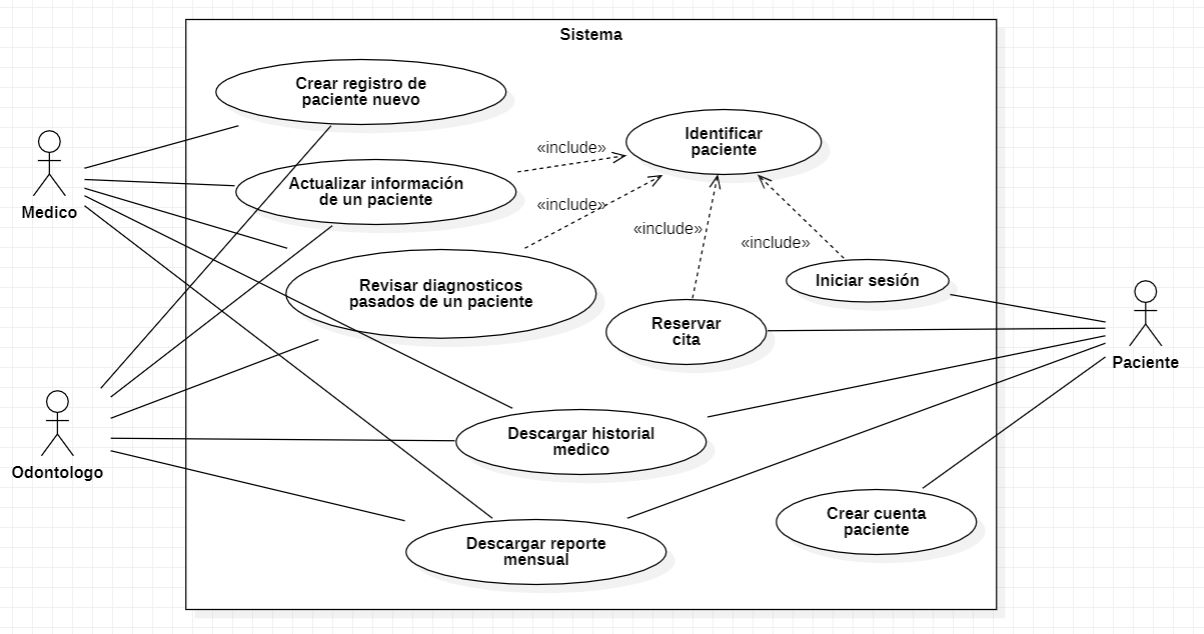 Sistema
Crear registro de
paciente nuevo
Identificar
paciente
«include»
Actualizar información
de un paciente
«include»
«include»
«include»
Medico
Revisar diagnosticos
pasados de un paciente
Iniciar sesión
Reservar
cita
Paciente
Descargar historial
medico
Odontologo
Crear cuenta
paciente
Descargar reporte
mensual